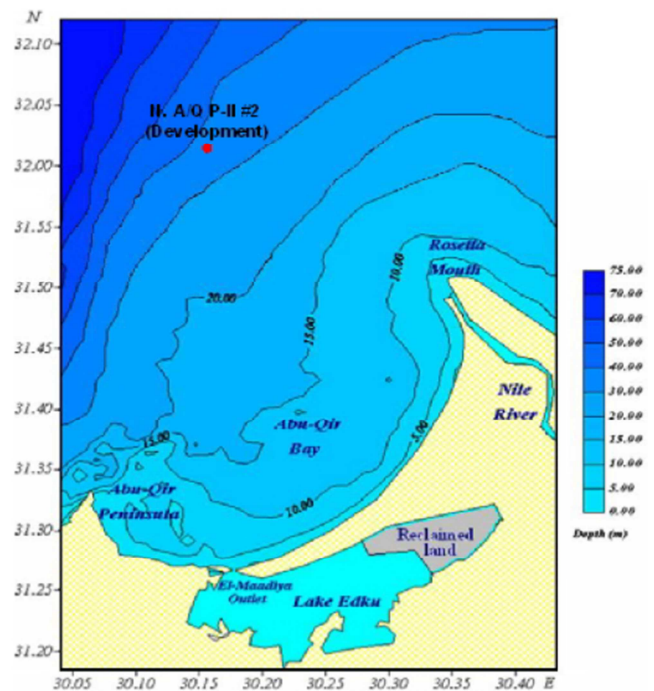 N
32.10
32.05
32.00
31.55
31.50
31.45
31.40
31.35
31.30
31.25
31.20
30.05 30.10 30.15 30.20 30.25 30.30 30.35 30.40 E
A/Q P-II #2
(Development)
Rosetta
Mouth
10.00
20.00
15.00
Nile
River
Abu-Qir
Bay
5.00
15.00
Abu-Qir
Peninsula
10.00
Reclaimed
land
El-Maadiya
Outlet
Lake Edku
75.00
70.00
60.00
50.00
40.00
30.00
20.00
15.00
10.00
5.00
0.00
Depth (m)